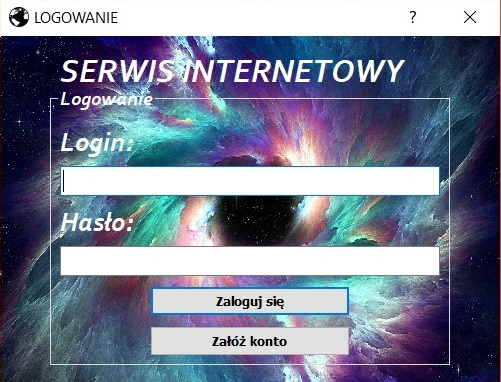 LOGOWANIE ?
SERWIS INTERNETOWY
Logowanie
Login:
Hasło:
Zaloguj się
Załóż konto